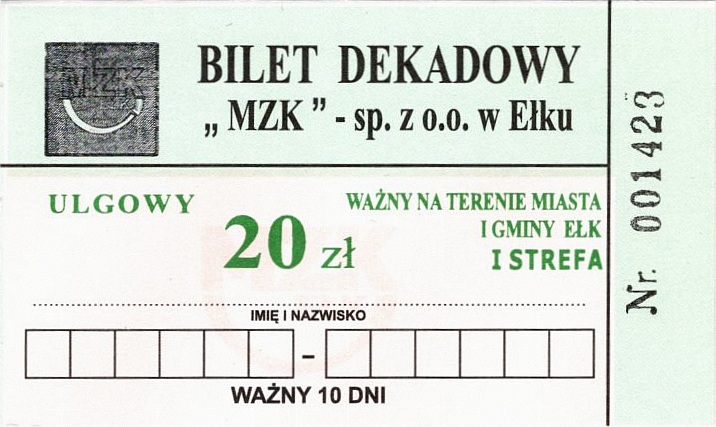 MZK
BILET DEKADOWY
„MZK” - sp. z o.o. w Ełku
ULGOWY
20 zł
WAŻNY NA TERENIE MIASTA
I GMINY EŁK
I STREFA
IMIĘ I NAZWISKO
-
WAŻNY 10 DNI
Nr. 001423